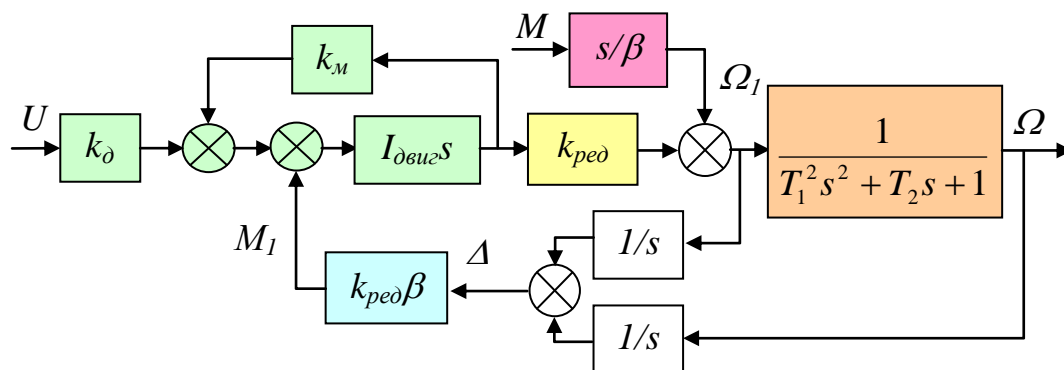 M
s/β
k_м
Ω_1
U
k_д
I_двиг s
k_ред
1
T_1^2 s^2 + T_2 s + 1
Ω
M_1
Δ
1/s
k_ред β
1/s